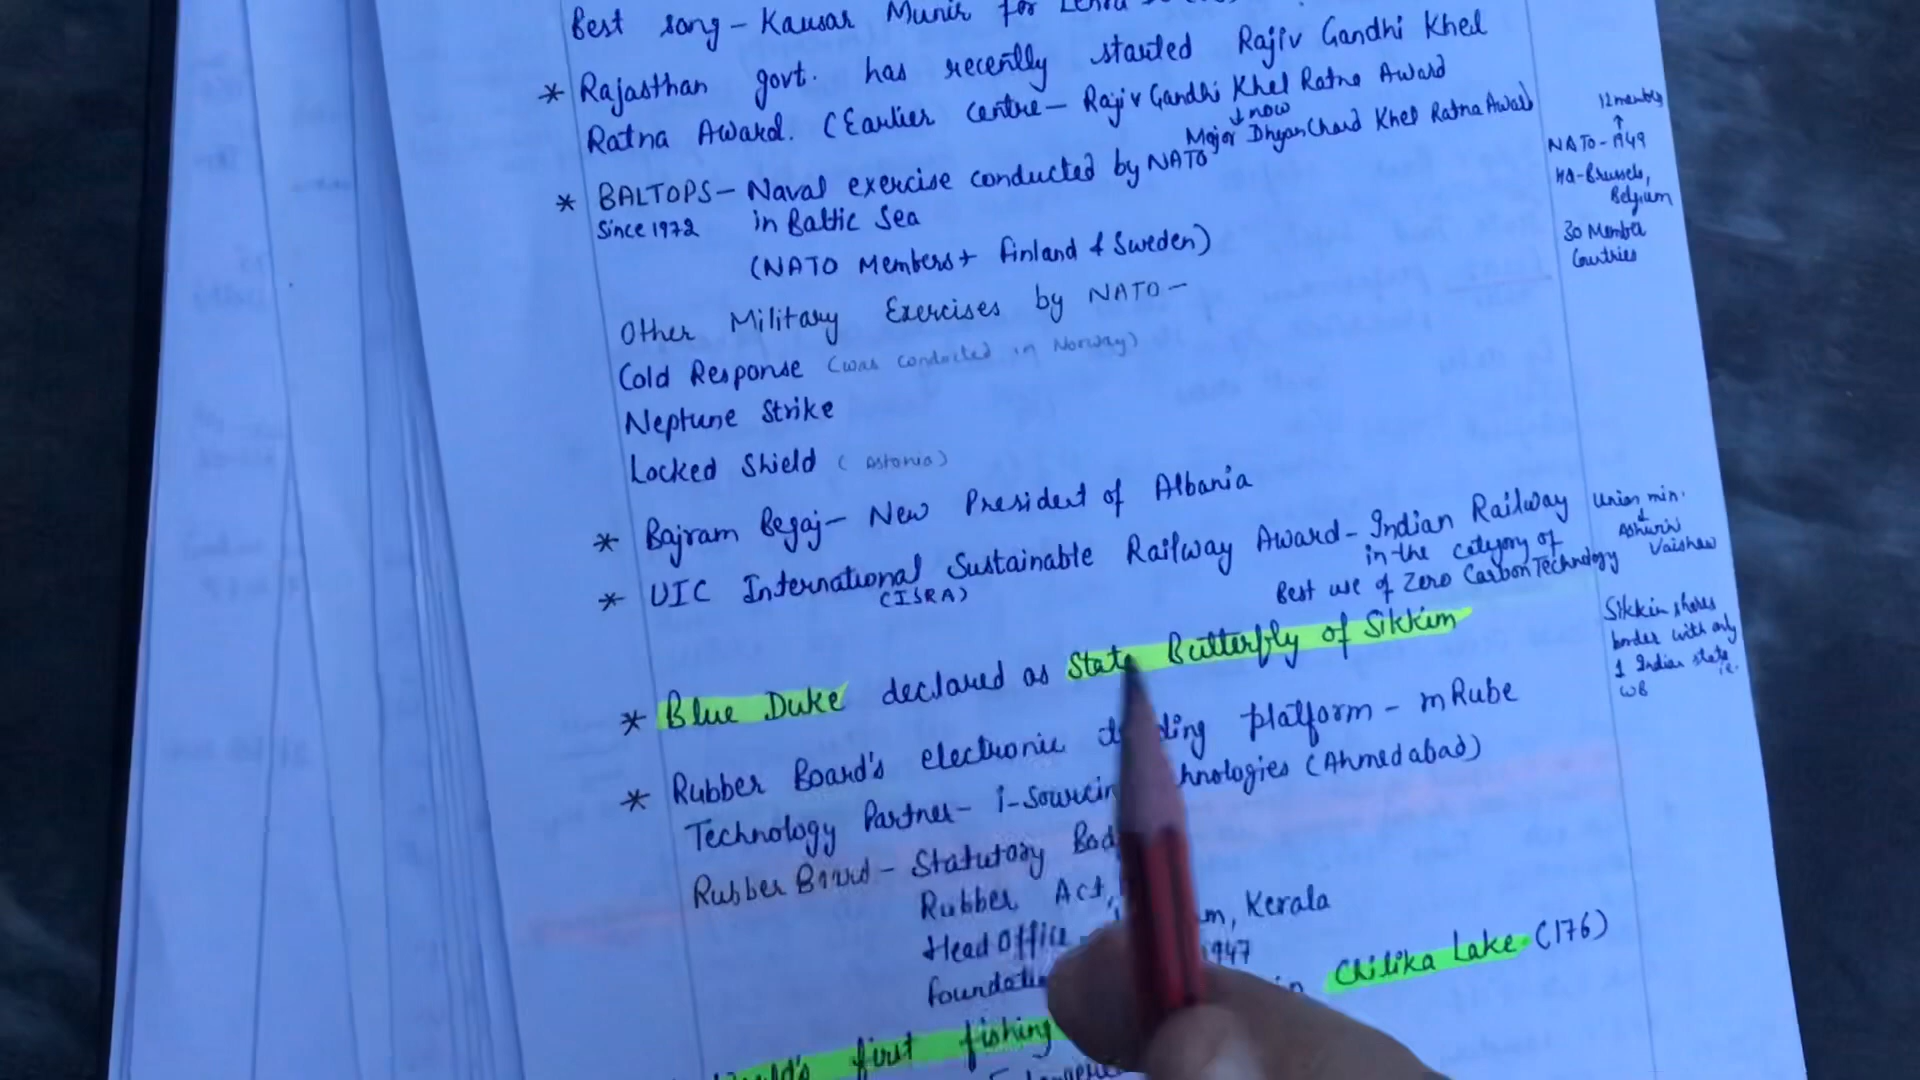 Best song - Kausar Munir for
* Rajasthan govt. has recently started Rajiv Gandhi Khel
Ratna Award. (Earlier centre - Rajiv Gandhi Khel Ratna Award
↓ now
Major Dhyan Chand Khel Ratna Award
* BALTOPS - Naval exercise conducted by NATO
Since 1972 in Baltic Sea
(NATO Members + Finland & Sweden)
12 members
↑
NATO - 1949
HQ - Brussels,
Belgium
30 Member
Countries
Other Military Exercises by NATO -
Cold Response (was conducted in Norway)
Neptune Strike
Locked Shield (Astonia)
* Bajram Begaj - New President of Albania
* UIC International Sustainable Railway Award - Indian Railway
(ISRA) in the category of
Best use of Zero Carbon Technology
Union min.
↓
Ashwini
Vaishaw
* Blue Duke declared as State Butterfly of Sikkim
Sikkim shares
border with only
1 Indian state i.e.
WB
* Rubber Board's electronic trading platform - mRube
Technology Partner - i-Sourcing Technologies (Ahmedabad)
Rubber Board - Statutory Body
Rubber Act,
Head Office - Kerala
1947
in Chilika Lake (176)
first fishing